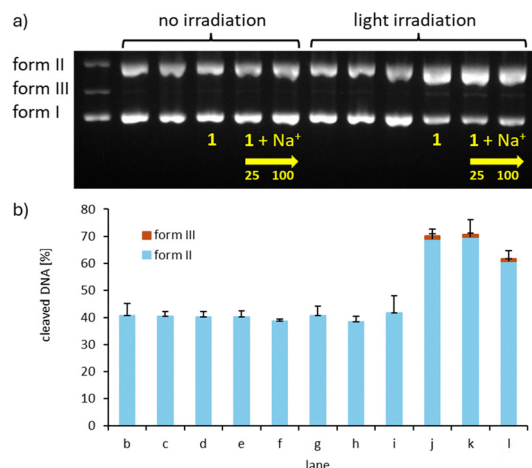 a)
no irradiation
light irradiation
form II
form III
form I
1
1 + Na⁺
25 100
1
1 + Na⁺
25 100
b)
cleaved DNA [%]
80
70
60
50
40
30
20
10
0
form III
form II
b c d e f g h i j k l
lane